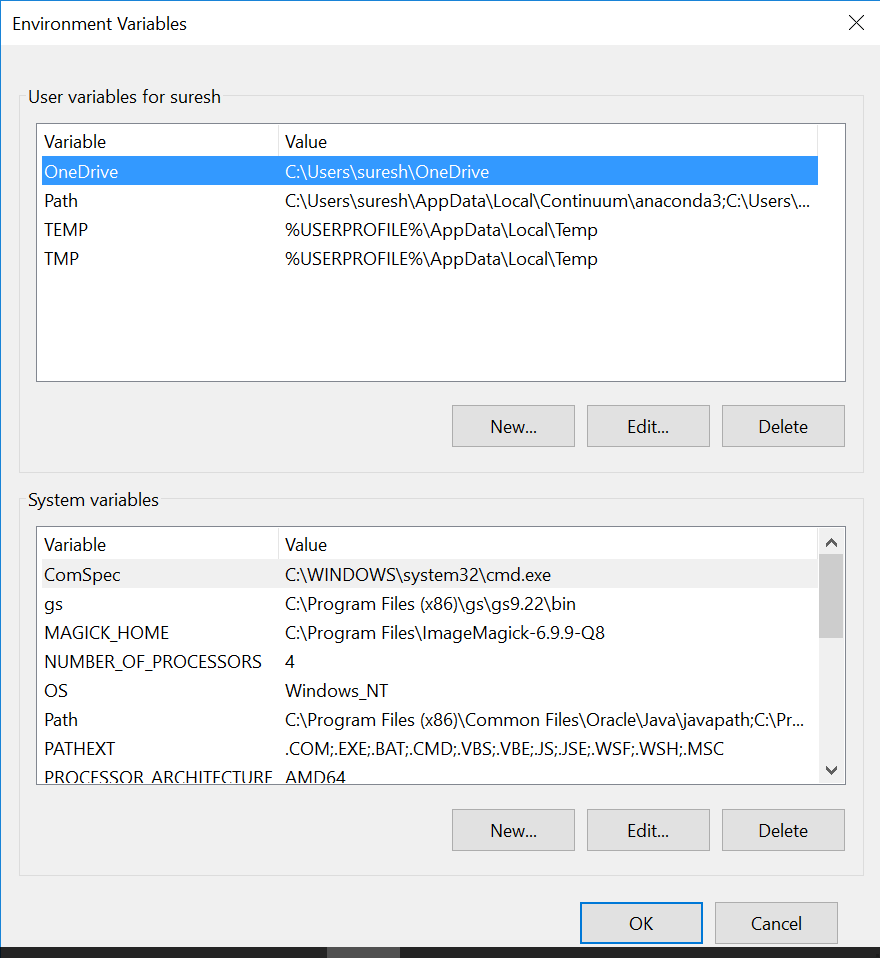 Environment Variables
User variables for suresh
Variable Value
OneDrive C:\Users\suresh\OneDrive
Path C:\Users\suresh\AppData\Local\Continuum\anaconda3;C:\Users\...
TEMP %USERPROFILE%\AppData\Local\Temp
TMP %USERPROFILE%\AppData\Local\Temp
New... Edit... Delete
System variables
Variable Value
ComSpec C:\WINDOWS\system32\cmd.exe
gs C:\Program Files (x86)\gs\gs9.22\bin
MAGICK_HOME C:\Program Files\ImageMagick-6.9.9-Q8
NUMBER_OF_PROCESSORS 4
OS Windows_NT
Path C:\Program Files (x86)\Common Files\Oracle\Java\javapath;C:\Pr...
PATHEXT .COM;.EXE;.BAT;.CMD;.VBS;.VBE;.JS;.JSE;.WSF;.WSH;.MSC
PROCESSOR_ARCHITECTURE AMD64
New... Edit... Delete
OK Cancel